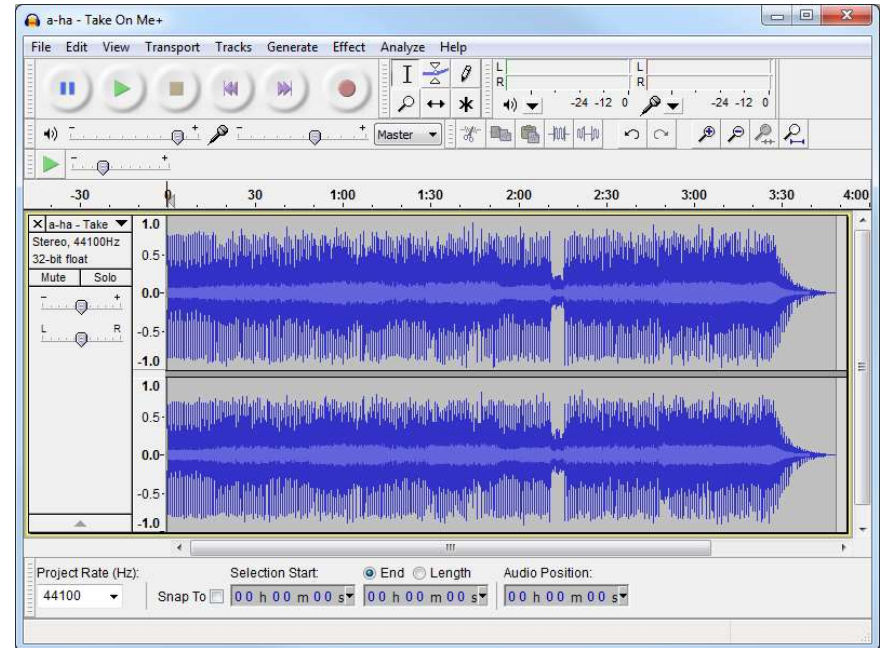 a-ha - Take On Me+
File Edit View Transport Tracks Generate Effect Analyze Help
L L
R R
-24 -12 0 -24 -12 0
- + - + Master
- +
-30 0 30 1:00 1:30 2:00 2:30 3:00 3:30 4:00
X a-ha - Take
Stereo, 44100Hz
32-bit float
Mute Solo
- +
L R
1.0
0.5
0.0
-0.5
-1.0
1.0
0.5
0.0
-0.5
-1.0
Project Rate (Hz): Selection Start: End Length Audio Position:
44100 Snap To 00 h 00 m 00 s 00 h 00 m 00 s 00 h 00 m 00 s